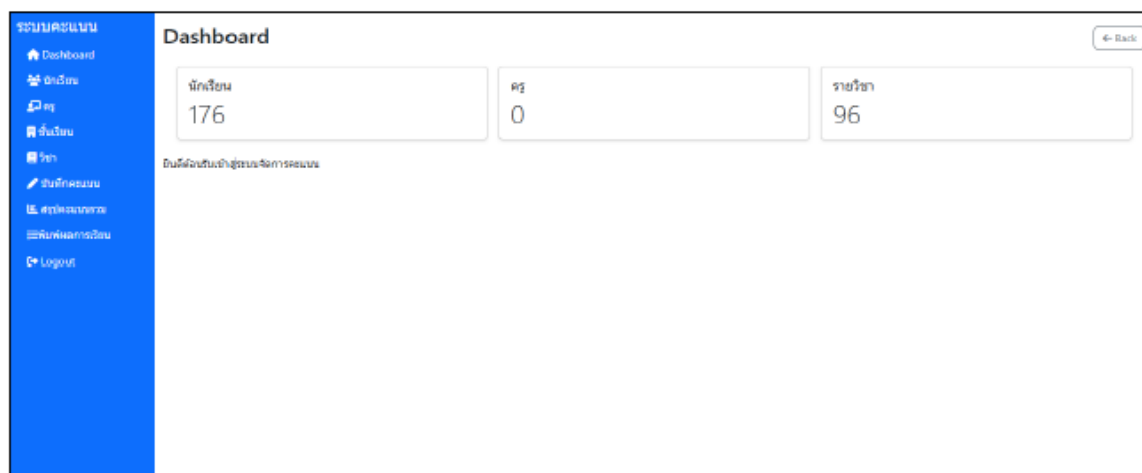 ระบบคะแนน
Dashboard
นักเรียน
ครู
ชั้นเรียน
วิชา
บันทึกคะแนน
สรุปคะแนนรวม
พิมพ์ผลการเรียน
Logout
Dashboard
← Back
นักเรียน
176
ครู
0
รายวิชา
96
ยินดีต้อนรับเข้าสู่ระบบจัดการคะแนน